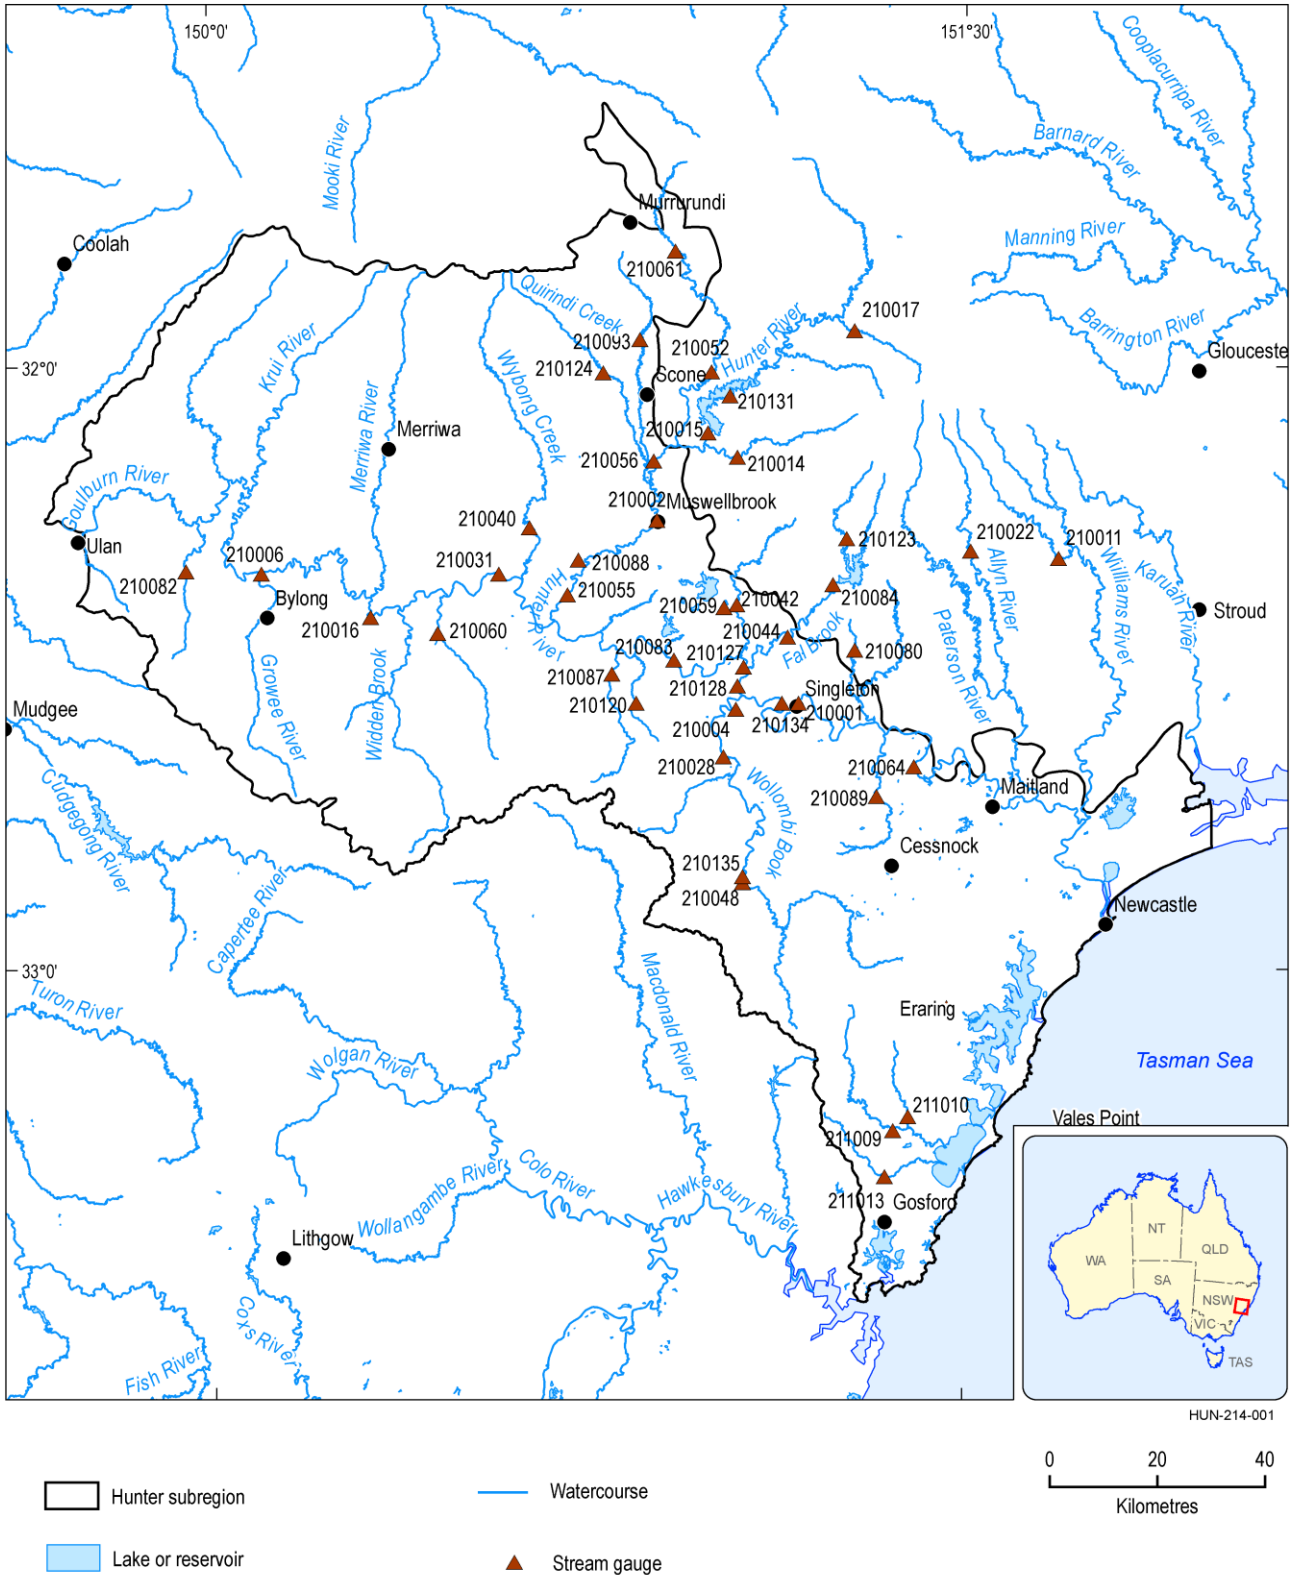 150°0'
151°30'
Cooplacurripa River
Mooki River
Barnard River
Murrurundi
Coolah
Manning River
210061
Quirindi Creek
210017
Barrington River
Hunter River
Krui River
210093
210052
Glouceste
32°0'
210124
Scone
Wybong Creek
210131
Merriwa River
Merriwa
210015
210056
210014
Goulburn River
210002
Muswellbrook
210040
210123
210022
210011
Ulan
210006
210031
210088
Allyn River
Wiilliams River
Karuah River
210082
Hunter River
210055
210059
210042
210084
Bylong
Stroud
210016
210060
210044
Fal Brook
Paterson River
210083
210127
210080
Growee River
Widden Brook
210087
210128
Singleton
Mudgee
210120
210004
210134
210001
210028
210064
Cudgegong River
Wollombi Book
210089
Maitland
Cessnock
210135
Capertee River
210048
Newcastle
33°0'
Macdonald River
Turon River
Eraring
Wolgan River
Tasman Sea
211010
Vales Point
211009
Colo River
Hawkesbury River
Wollangambe River
211013
Gosford
Lithgow
Coxs River
Fish River
NT
QLD
WA
SA
NSW
VIC
TAS
HUN-214-001
0 20 40
Kilometres
Hunter subregion
Watercourse
Lake or reservoir
Stream gauge